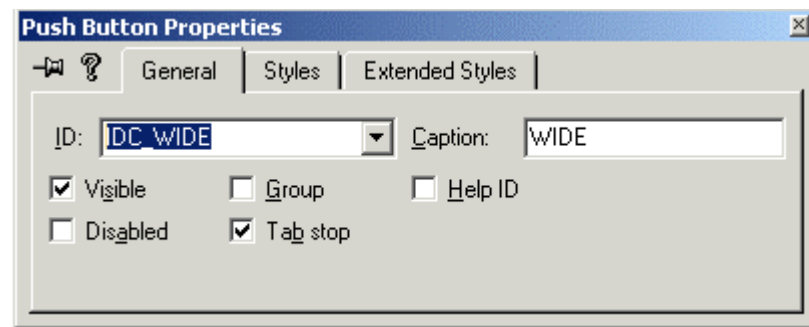 Push Button Properties
General Styles Extended Styles
ID: IDC_WIDE Caption: WIDE
Visible Group Help ID
Disabled Tab stop